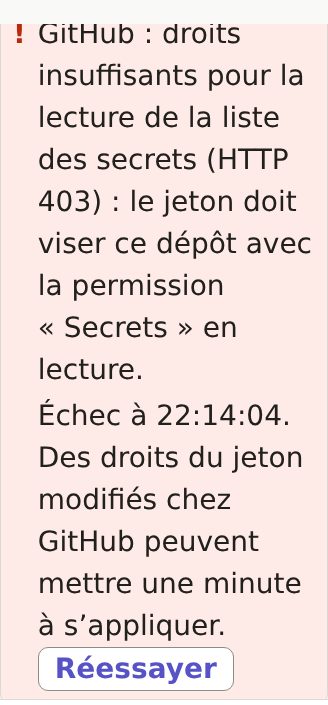 ! GitHub : droits
insuffisants pour la
lecture de la liste
des secrets (HTTP
403) : le jeton doit
viser ce dépôt avec
la permission
« Secrets » en
lecture.
Échec à 22:14:04.
Des droits du jeton
modifiés chez
GitHub peuvent
mettre une minute
à s’appliquer.
Réessayer